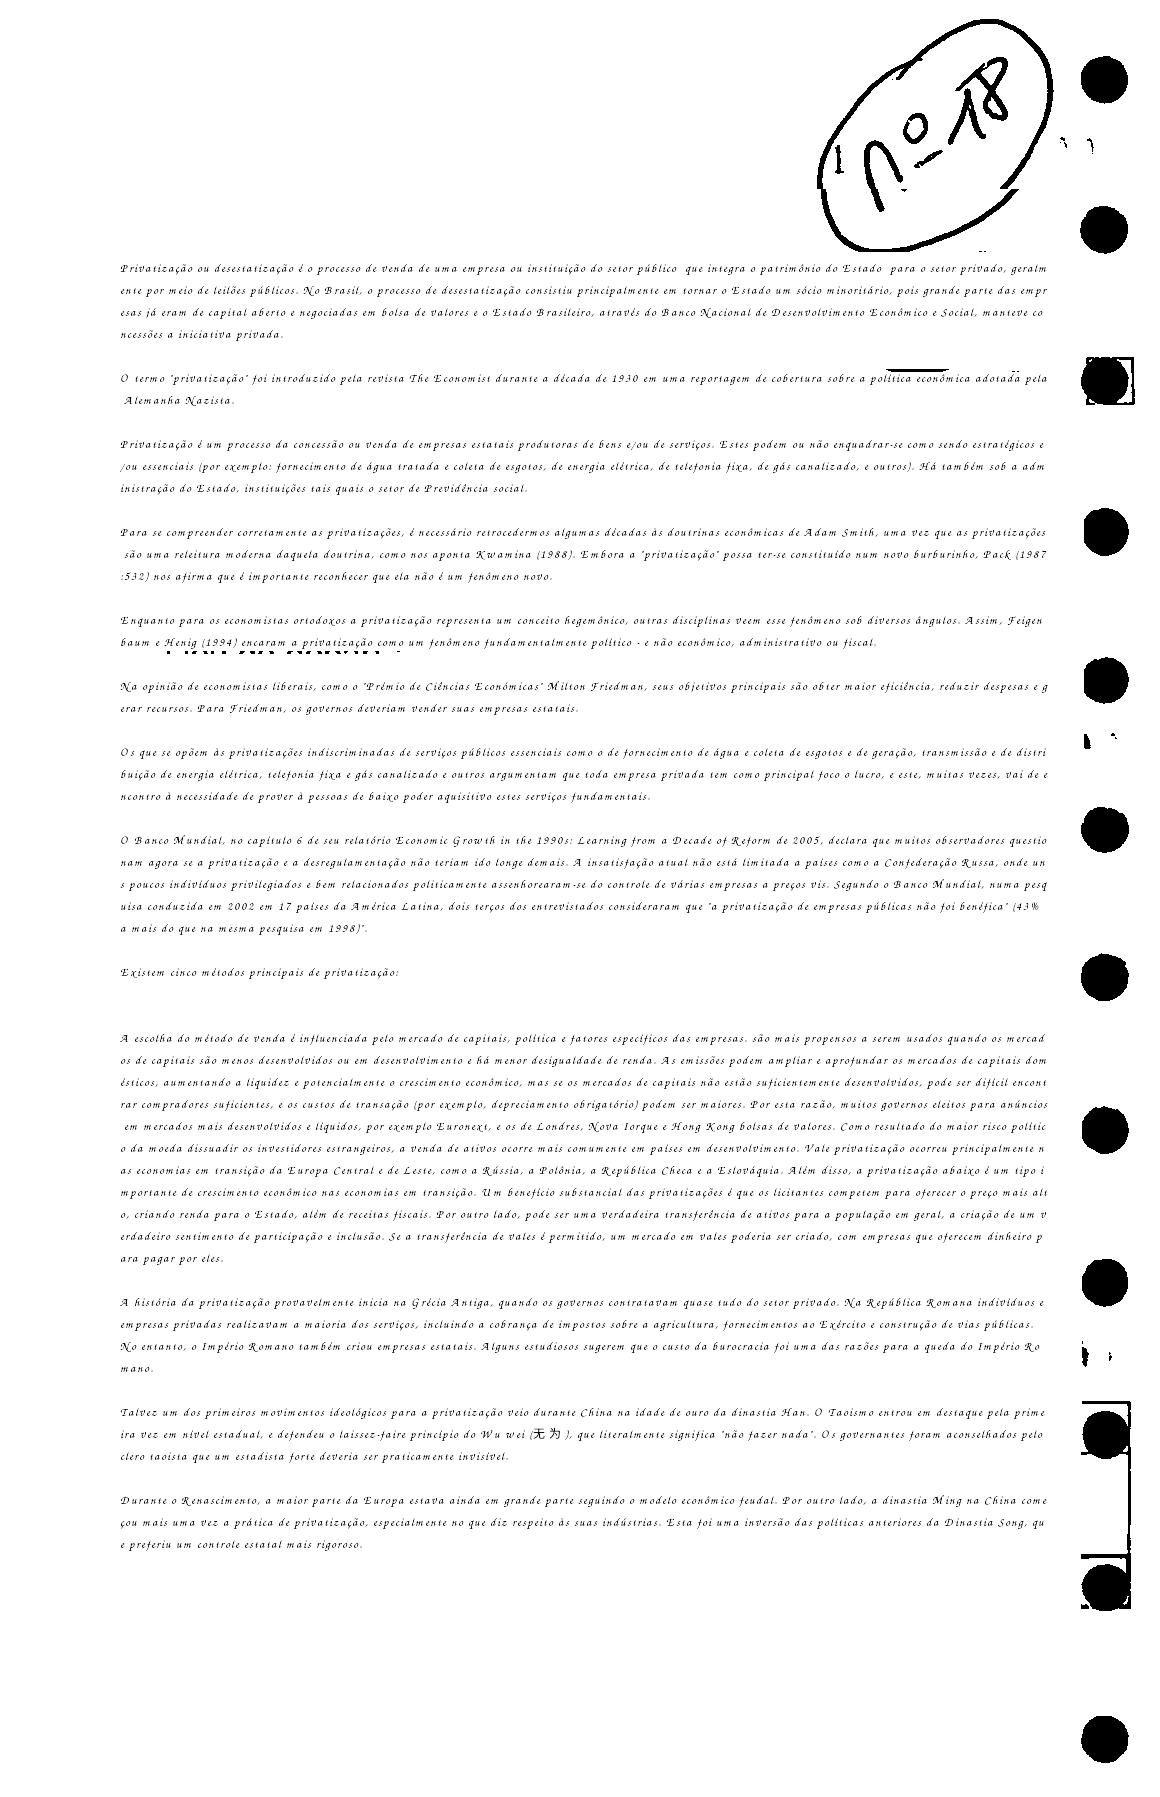 nº 18
Privatização ou desestatização é o processo de venda de uma empresa ou instituição do setor público  que integra o patrimônio do Estado  para o setor privado, geralm
ente por meio de leilões públicos. No Brasil, o processo de desestatização consistiu principalmente em tornar o Estado um sócio minoritário, pois grande parte das empr
esas já eram de capital aberto e negociadas em bolsa de valores e o Estado Brasileiro, através do Banco Nacional de Desenvolvimento Econômico e Social, manteve co
ncessões a iniciativa privada.
O termo "privatização" foi introduzido pela revista The Economist durante a década de 1930 em uma reportagem de cobertura sobre a política econômica adotada pela
Alemanha Nazista.
Privatização é um processo da concessão ou venda de empresas estatais produtoras de bens e/ou de serviços. Estes podem ou não enquadrar-se como sendo estratégicos e
/ou essenciais (por exemplo: fornecimento de água tratada e coleta de esgotos, de energia elétrica, de telefonia fixa, de gás canalizado, e outros). Há também sob a adm
inistração do Estado, instituições tais quais o setor de Previdência social.
Para se compreender corretamente as privatizações, é necessário retrocedermos algumas décadas às doutrinas econômicas de Adam Smith, uma vez que as privatizações
são uma releitura moderna daquela doutrina, como nos aponta Kwamina (1988). Embora a "privatização" possa ter-se constituído num novo burburinho, Pack (1987
:532) nos afirma que é importante reconhecer que ela não é um fenômeno novo.
Enquanto para os economistas ortodoxos a privatização representa um conceito hegemônico, outras disciplinas veem esse fenômeno sob diversos ângulos. Assim, Feigen
baum e Henig (1994) encaram a privatização como um fenômeno fundamentalmente político - e não econômico, administrativo ou fiscal.
Na opinião de economistas liberais, como o "Prémio de Ciências Económicas" Milton Friedman, seus objetivos principais são obter maior eficiência, reduzir despesas e g
erar recursos. Para Friedman, os governos deveriam vender suas empresas estatais.
Os que se opõem às privatizações indiscriminadas de serviços públicos essenciais como o de fornecimento de água e coleta de esgotos e de geração, transmissão e de distri
buição de energia elétrica, telefonia fixa e gás canalizado e outros argumentam que toda empresa privada tem como principal foco o lucro, e este, muitas vezes, vai de e
ncontro à necessidade de prover à pessoas de baixo poder aquisitivo estes serviços fundamentais.
O Banco Mundial, no capítulo 6 de seu relatório Economic Growth in the 1990s: Learning from a Decade of Reform de 2005, declara que muitos observadores questio
nam agora se a privatização e a desregulamentação não teriam ido longe demais. A insatisfação atual não está limitada a países como a Confederação Russa, onde un
s poucos indivíduos privilegiados e bem relacionados politicamente assenhorearam-se do controle de várias empresas a preços vis. Segundo o Banco Mundial, numa pesq
uisa conduzida em 2002 em 17 países da América Latina, dois terços dos entrevistados consideraram que "a privatização de empresas públicas não foi benéfica" (43%
a mais do que na mesma pesquisa em 1998)".
Existem cinco métodos principais de privatização:
A escolha do método de venda é influenciada pelo mercado de capitais, política e fatores específicos das empresas. são mais propensos a serem usados quando os mercad
os de capitais são menos desenvolvidos ou em desenvolvimento e há menor desigualdade de renda. As emissões podem ampliar e aprofundar os mercados de capitais dom
ésticos, aumentando a liquidez e potencialmente o crescimento econômico, mas se os mercados de capitais não estão suficientemente desenvolvidos, pode ser difícil encont
rar compradores suficientes, e os custos de transação (por exemplo, depreciamento obrigatório) podem ser maiores. Por esta razão, muitos governos eleitos para anúncios
em mercados mais desenvolvidos e líquidos, por exemplo Euronext, e os de Londres, Nova Iorque e Hong Kong bolsas de valores. Como resultado do maior risco polític
o da moeda dissuadir os investidores estrangeiros, a venda de ativos ocorre mais comumente em países em desenvolvimento. Vale privatização ocorreu principalmente n
as economias em transição da Europa Central e de Leste, como a Rússia, a Polônia, a República Checa e a Eslováquia. Além disso, a privatização abaixo é um tipo i
mportante de crescimento econômico nas economias em transição. Um benefício substancial das privatizações é que os licitantes competem para oferecer o preço mais alt
o, criando renda para o Estado, além de receitas fiscais. Por outro lado, pode ser uma verdadeira transferência de ativos para a população em geral, a criação de um v
erdadeiro sentimento de participação e inclusão. Se a transferência de vales é permitido, um mercado em vales poderia ser criado, com empresas que oferecem dinheiro p
ara pagar por eles.
A história da privatização provavelmente inicia na Grécia Antiga, quando os governos contratavam quase tudo do setor privado. Na República Romana indivíduos e
empresas privadas realizavam a maioria dos serviços, incluindo a cobrança de impostos sobre a agricultura, fornecimentos ao Exército e construção de vias públicas.
No entanto, o Império Romano também criou empresas estatais. Alguns estudiosos sugerem que o custo da burocracia foi uma das razões para a queda do Império Ro
mano.
Talvez um dos primeiros movimentos ideológicos para a privatização veio durante China na idade de ouro da dinastia Han. O Taoismo entrou em destaque pela prime
ira vez em nível estadual, e defendeu o laissez-faire princípio do Wu wei (无为), que literalmente significa "não fazer nada". Os governantes foram aconselhados pelo
clero taoista que um estadista forte deveria ser praticamente invisível.
Durante o Renascimento, a maior parte da Europa estava ainda em grande parte seguindo o modelo econômico feudal. Por outro lado, a dinastia Ming na China come
çou mais uma vez a prática de privatização, especialmente no que diz respeito às suas indústrias. Esta foi uma inversão das políticas anteriores da Dinastia Song, qu
e preferiu um controle estatal mais rigoroso.